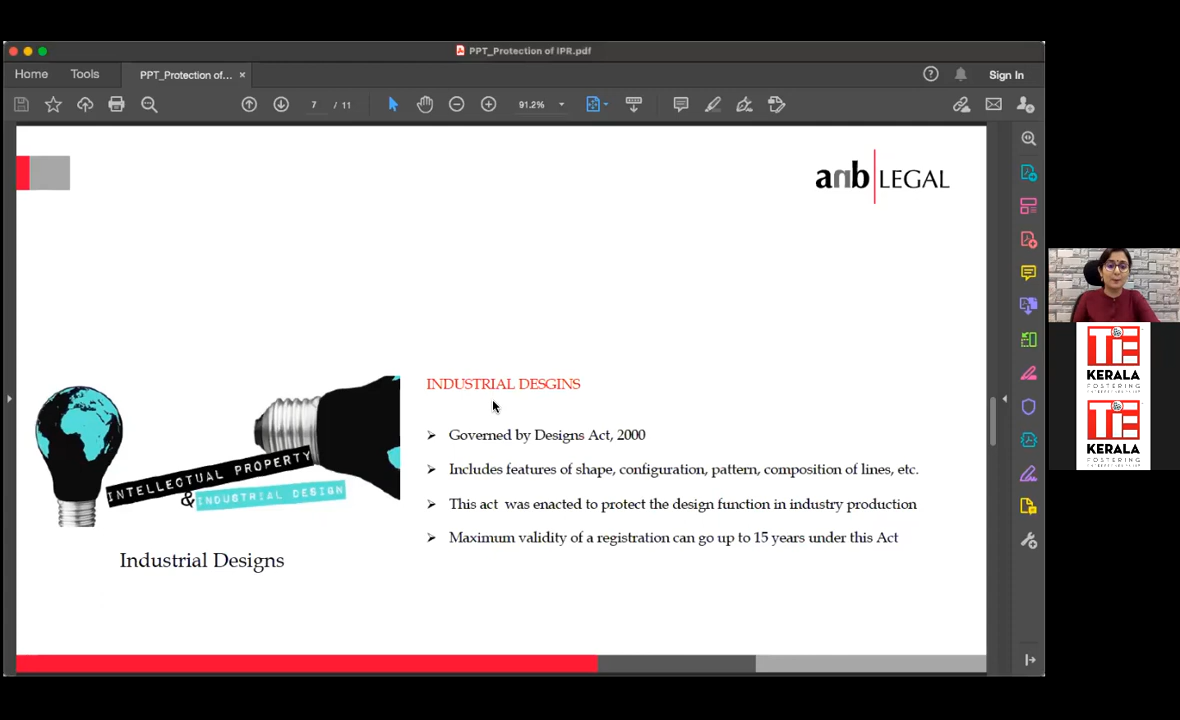 PPT_Protection of IPR.pdf
Home
Tools
PPT_Protection of... ×
Sign In
7 / 11
91.2%
anb LEGAL
INTELLECTUAL PROPERTY
& INDUSTRIAL DESIGN
Industrial Designs
INDUSTRIAL DESGINS
➢ Governed by Designs Act, 2000
➢ Includes features of shape, configuration, pattern, composition of lines, etc.
➢ This act was enacted to protect the design function in industry production
➢ Maximum validity of a registration can go up to 15 years under this Act
TiE
KERALA
FOSTERING
TiE
KERALA
FOSTERING